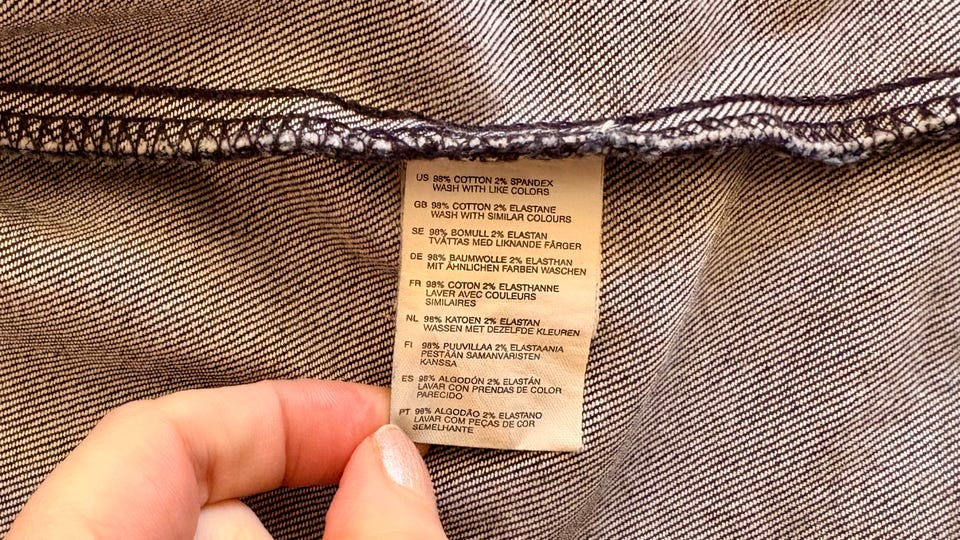 US 98% COTTON 2% SPANDEX
WASH WITH LIKE COLORS
GB 98% COTTON 2% ELASTANE
WASH WITH SIMILAR COLOURS
SE 98% BOMULL 2% ELASTAN
TVÄTTAS MED LIKNANDE FÄRGER
DE 98% BAUMWOLLE 2% ELASTHAN
MIT ÄHNLICHEN FARBEN WASCHEN
FR 98% COTON 2% ELASTHANNE
LAVER AVEC COULEURS
SIMILAIRES
NL 98% KATOEN 2% ELASTAN
WASSEN MET DEZELFDE KLEUREN
FI 98% PUUVILLAA 2% ELASTAANIA
PESTÄÄN SAMANVÄRISTEN
KANSSA
ES 98% ALGODÓN 2% ELASTÁN
LAVAR CON PRENDAS DE COLOR
PARECIDO
PT 98% ALGODÃO 2% ELASTANO
LAVAR COM PEÇAS DE COR
SEMELHANTE